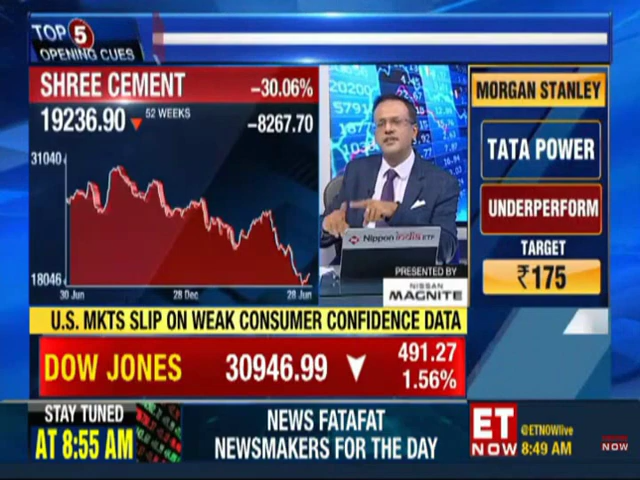 TOP 5
OPENING CUES
SHREE CEMENT -30.06%
19236.90 52 WEEKS -8267.70
31040
18046
30 Jun 28 Dec 28 Jun
Nippon india ETF
PRESENTED BY
NISSAN
MAGNITE
MORGAN STANLEY
TATA POWER
UNDERPERFORM
TARGET
₹175
U.S. MKTS SLIP ON WEAK CONSUMER CONFIDENCE DATA
DOW JONES 30946.99 491.27
1.56%
STAY TUNED
AT 8:55 AM
NEWS FATAFAT
NEWSMAKERS FOR THE DAY
ET
NOW
@ETNOWlive
8:49 AM
NOW